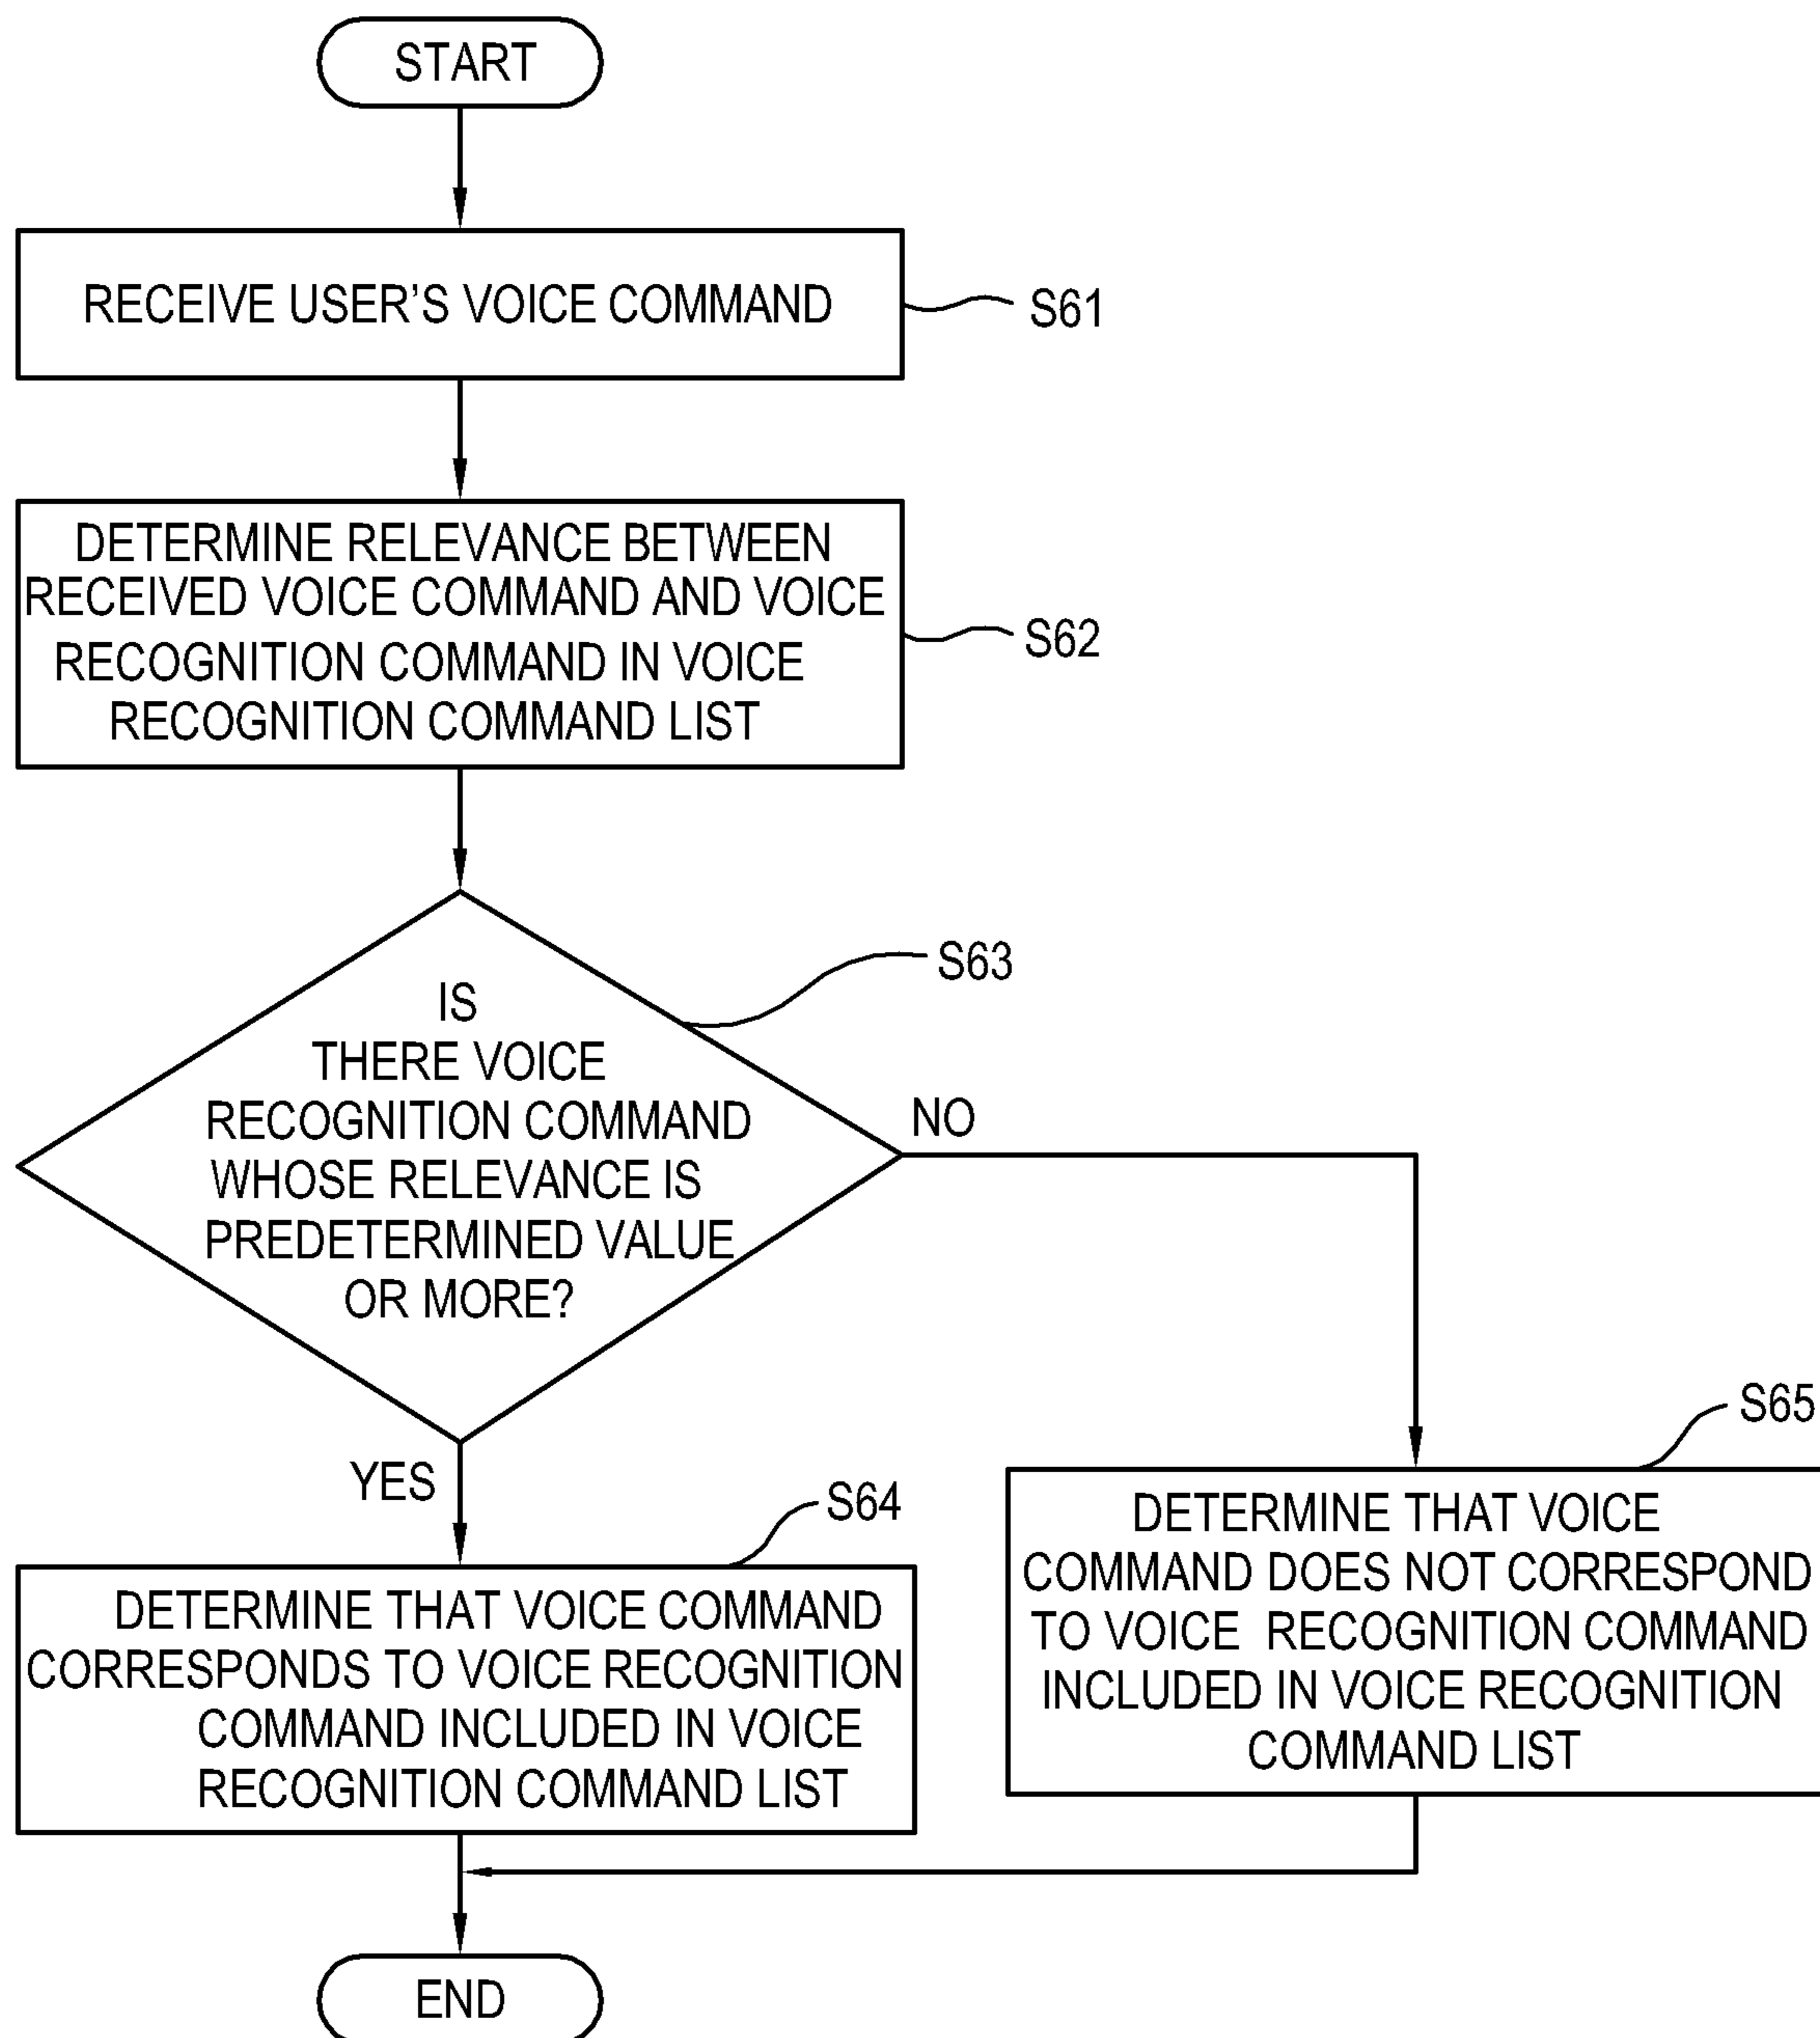 START
RECEIVE USER'S VOICE COMMAND
S61
DETERMINE RELEVANCE BETWEEN
RECEIVED VOICE COMMAND AND VOICE
RECOGNITION COMMAND IN VOICE
RECOGNITION COMMAND LIST
S62
S63
IS
THERE VOICE
RECOGNITION COMMAND
WHOSE RELEVANCE IS
PREDETERMINED VALUE
OR MORE?
NO
YES
S64
DETERMINE THAT VOICE COMMAND
CORRESPONDS TO VOICE RECOGNITION
COMMAND INCLUDED IN VOICE
RECOGNITION COMMAND LIST
S65
DETERMINE THAT VOICE
COMMAND DOES NOT CORRESPOND
TO VOICE RECOGNITION COMMAND
INCLUDED IN VOICE RECOGNITION
COMMAND LIST
END